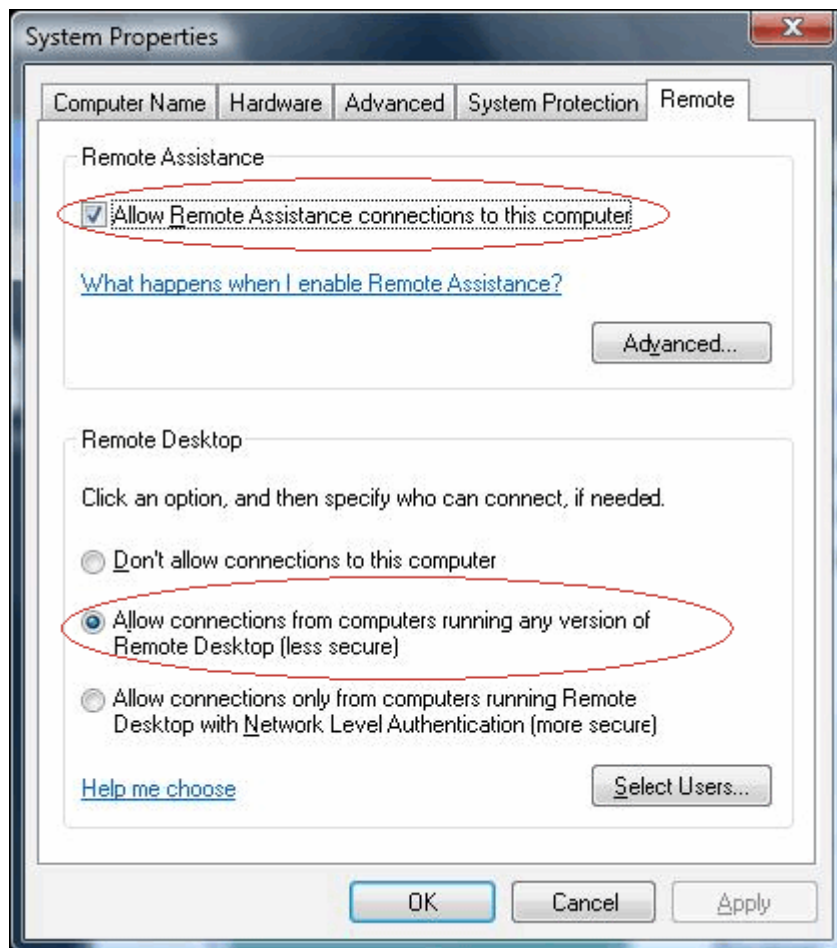 System Properties
Computer Name Hardware Advanced System Protection Remote
Remote Assistance
Allow Remote Assistance connections to this computer
What happens when I enable Remote Assistance?
Advanced...
Remote Desktop
Click an option, and then specify who can connect, if needed.
Don't allow connections to this computer
Allow connections from computers running any version of
Remote Desktop (less secure)
Allow connections only from computers running Remote
Desktop with Network Level Authentication (more secure)
Help me choose
Select Users...
OK Cancel Apply